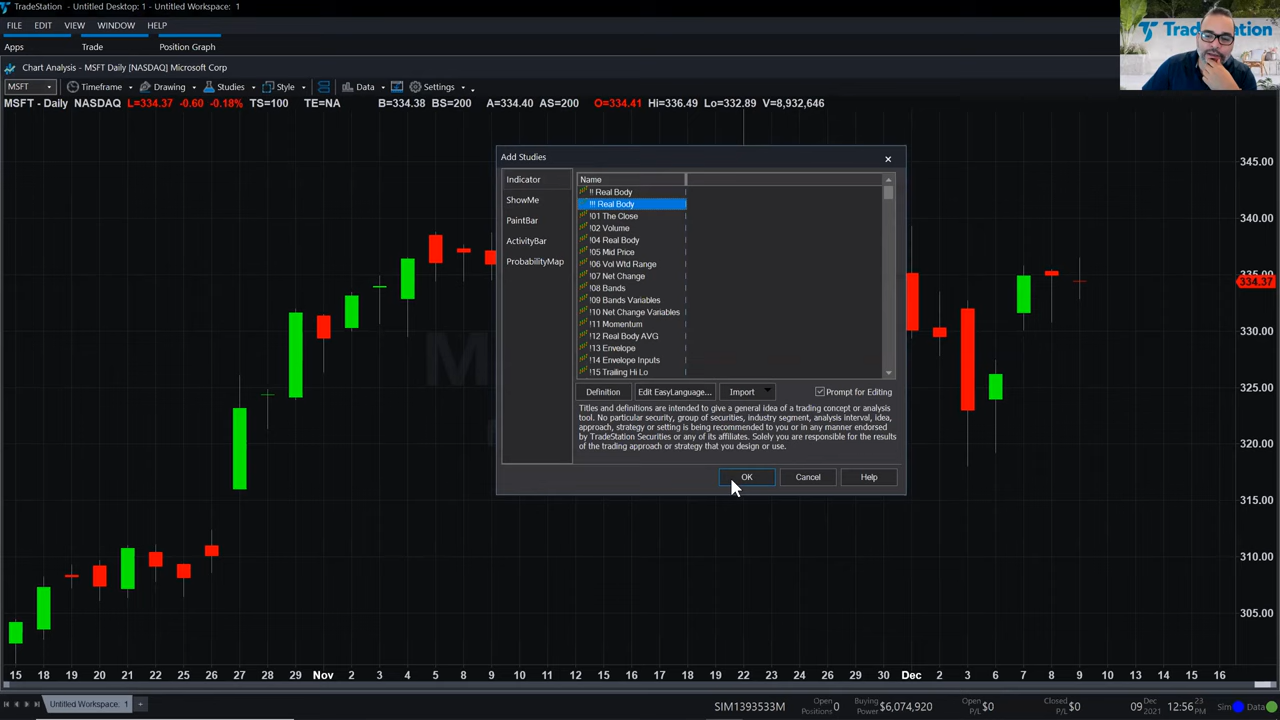 TradeStation - Untitled Desktop: 1 - Untitled Workspace: 1
FILE EDIT VIEW WINDOW HELP
Apps Trade Position Graph
TradeStation
Chart Analysis - MSFT Daily [NASDAQ] Microsoft Corp
MSFT Timeframe Drawing Studies Style Data Settings
MSFT - Daily NASDAQ L=334.37 -0.60 -0.18% TS=100 TE=NA B=334.38 BS=200 A=334.40 AS=200 O=334.41 Hi=336.49 Lo=332.89 V=8,932,646
Add Studies
Indicator
ShowMe
PaintBar
ActivityBar
ProbabilityMap
Name
!! Real Body
!!! Real Body
!01 The Close
!02 Volume
!04 Real Body
!05 Mid Price
!06 Vol Wtd Range
!07 Net Change
!08 Bands
!09 Bands Variables
!10 Net Change Variables
!11 Momentum
!12 Real Body AVG
!13 Envelope
!14 Envelope Inputs
!15 Trailing Hi Lo
Definition Edit EasyLanguage... Import Prompt for Editing
Titles and definitions are intended to give a general idea of a trading concept or analysis
tool. No particular security, group of securities, industry segment, analysis interval, idea,
approach, strategy or setting is being recommended to you or in any manner endorsed
by TradeStation Securities or any of its affiliates. Solely you are responsible for the results
of the trading approach or strategy that you design or use.
OK Cancel Help
345.00
340.00
334.37
330.00
325.00
320.00
315.00
310.00
305.00
15 18 19 20 21 22 25 26 27 28 29 Nov 2 3 4 5 8 9 22 23 24 26 29 30 Dec 2 3 6 7 8 9 10 13 14 15 16
Untitled Workspace: 1
SIM1393533M Open Positions 0 Buying Power $6,074,920 Open P/L $0 Closed P/L $0 09 Dec 2021 12:56 23 PM Sim Data